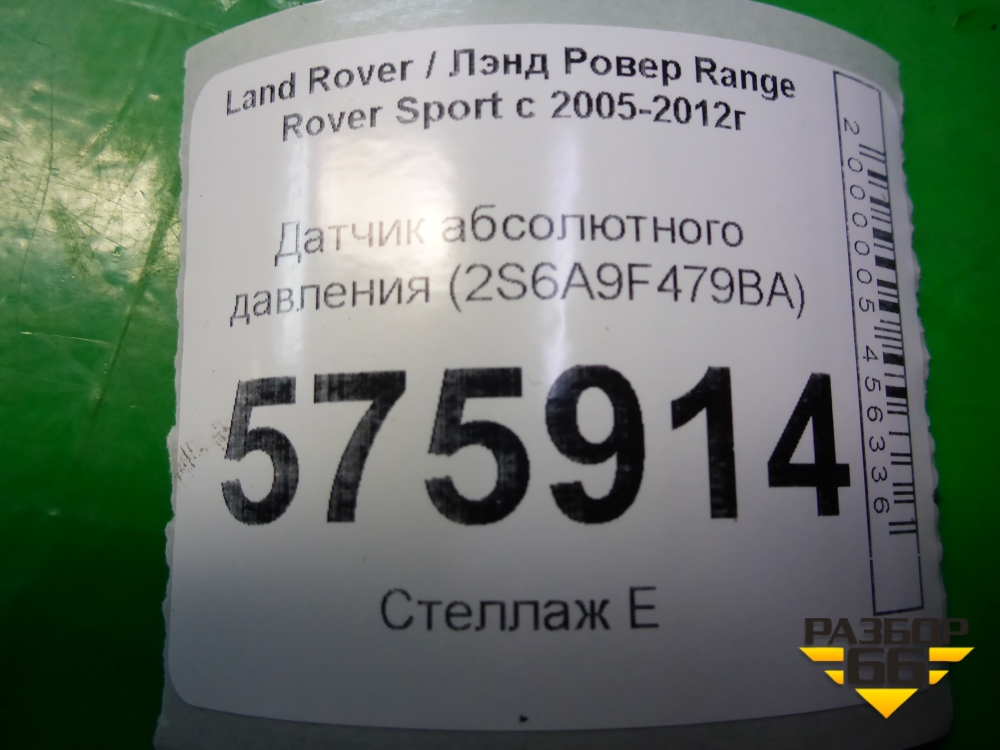 Land Rover / Лэнд Ровер Range
Rover Sport с 2005-2012г
Датчик абсолютного
давления (2S6A9F479BA)
575914
Стеллаж Е
2000005456336
РАЗБОР
66